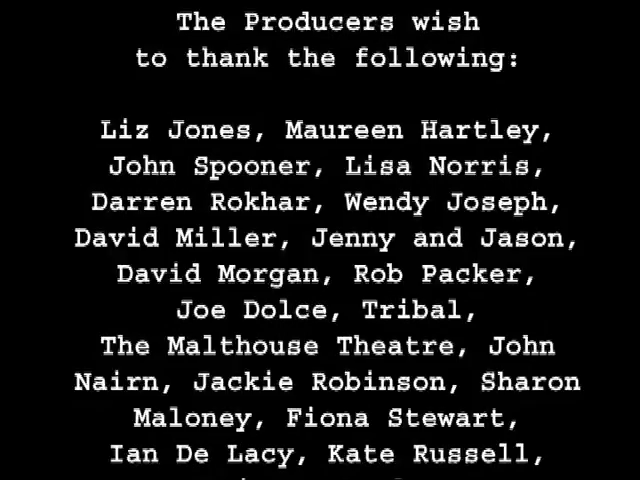 The Producers wish
to thank the following:
Liz Jones, Maureen Hartley,
John Spooner, Lisa Norris,
Darren Rokhar, Wendy Joseph,
David Miller, Jenny and Jason,
David Morgan, Rob Packer,
Joe Dolce, Tribal,
The Malthouse Theatre, John
Nairn, Jackie Robinson, Sharon
Maloney, Fiona Stewart,
Ian De Lacy, Kate Russell,